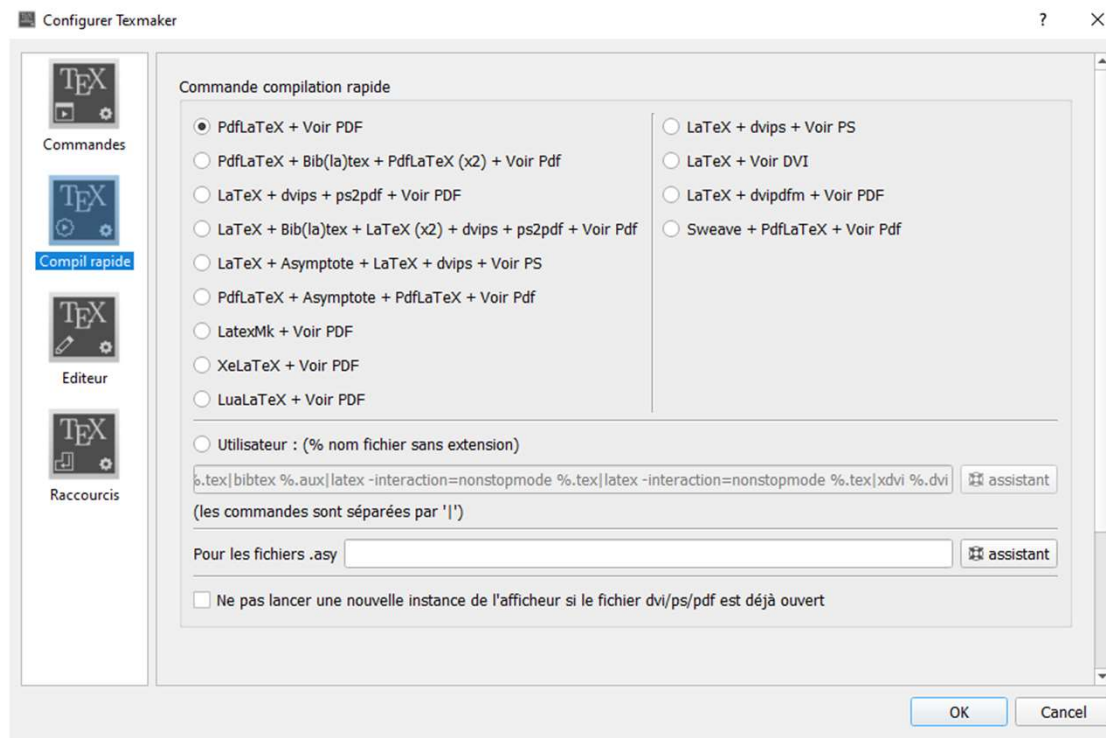 Configurer Texmaker
?
TEX
Commandes
TEX
Compil rapide
TEX
Editeur
TEX
Raccourcis
Commande compilation rapide
PdfLaTeX + Voir PDF
PdfLaTeX + Bib(la)tex + PdfLaTeX (x2) + Voir Pdf
LaTeX + dvips + ps2pdf + Voir PDF
LaTeX + Bib(la)tex + LaTeX (x2) + dvips + ps2pdf + Voir Pdf
LaTeX + Asymptote + LaTeX + dvips + Voir PS
PdfLaTeX + Asymptote + PdfLaTeX + Voir Pdf
LatexMk + Voir PDF
XeLaTeX + Voir PDF
LuaLaTeX + Voir PDF
LaTeX + dvips + Voir PS
LaTeX + Voir DVI
LaTeX + dvipdfm + Voir PDF
Sweave + PdfLaTeX + Voir Pdf
Utilisateur : (% nom fichier sans extension)
%.tex|bibtex %.aux|latex -interaction=nonstopmode %.tex|latex -interaction=nonstopmode %.tex|xdvi %.dvi
assistant
(les commandes sont séparées par '|')
Pour les fichiers .asy
assistant
Ne pas lancer une nouvelle instance de l'afficheur si le fichier dvi/ps/pdf est déjà ouvert
OK
Cancel